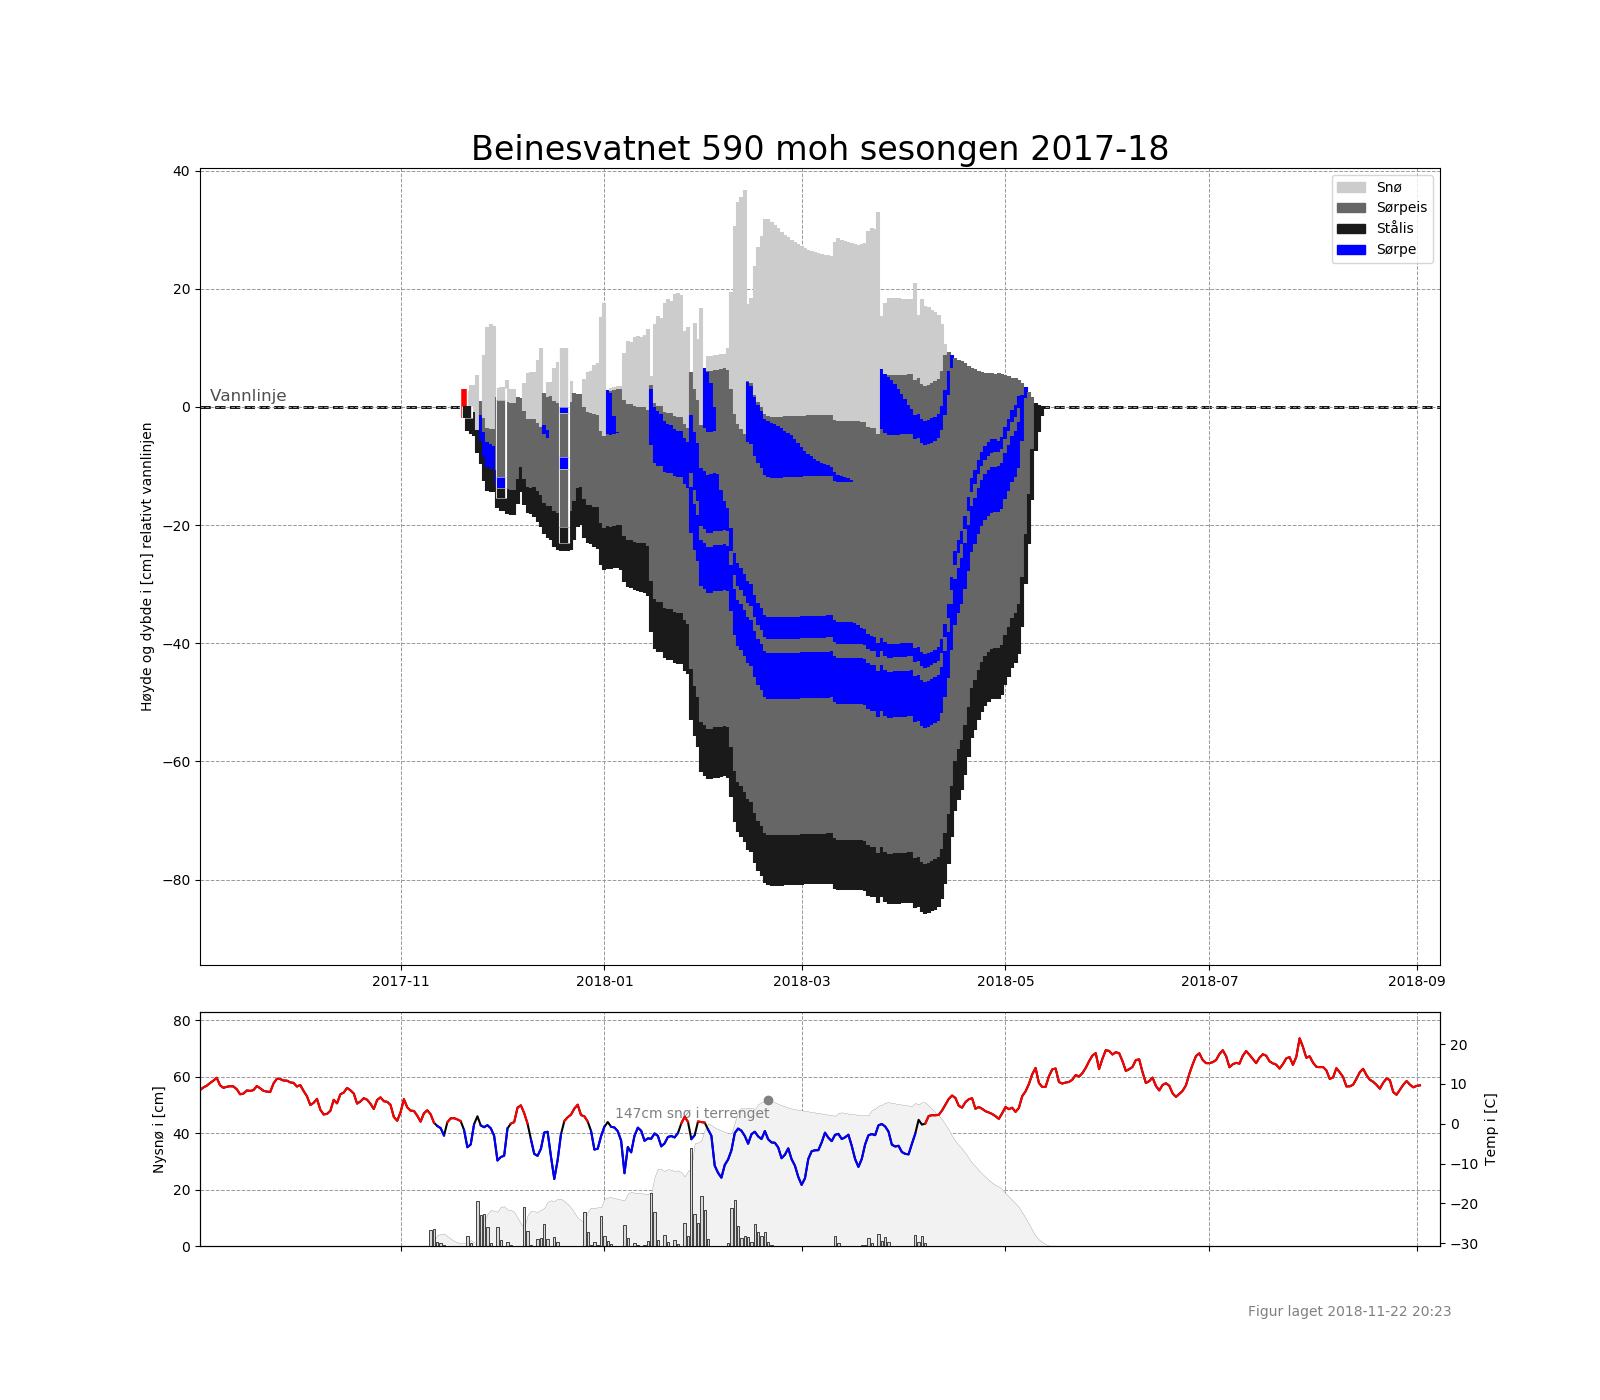 Beinesvatnet 590 moh sesongen 2017-18
Høyde og dybde i [cm] relativt vannlinjen
40
20
0
−20
−40
−60
−80
Vannlinje
Snø
Sørpeis
Stålis
Sørpe
2017-11
2018-01
2018-03
2018-05
2018-07
2018-09
Nysnø i [cm]
80
60
40
20
0
147cm snø i terrenget
20
10
0
−10
−20
−30
Temp i [C]
Figur laget 2018-11-22 20:23